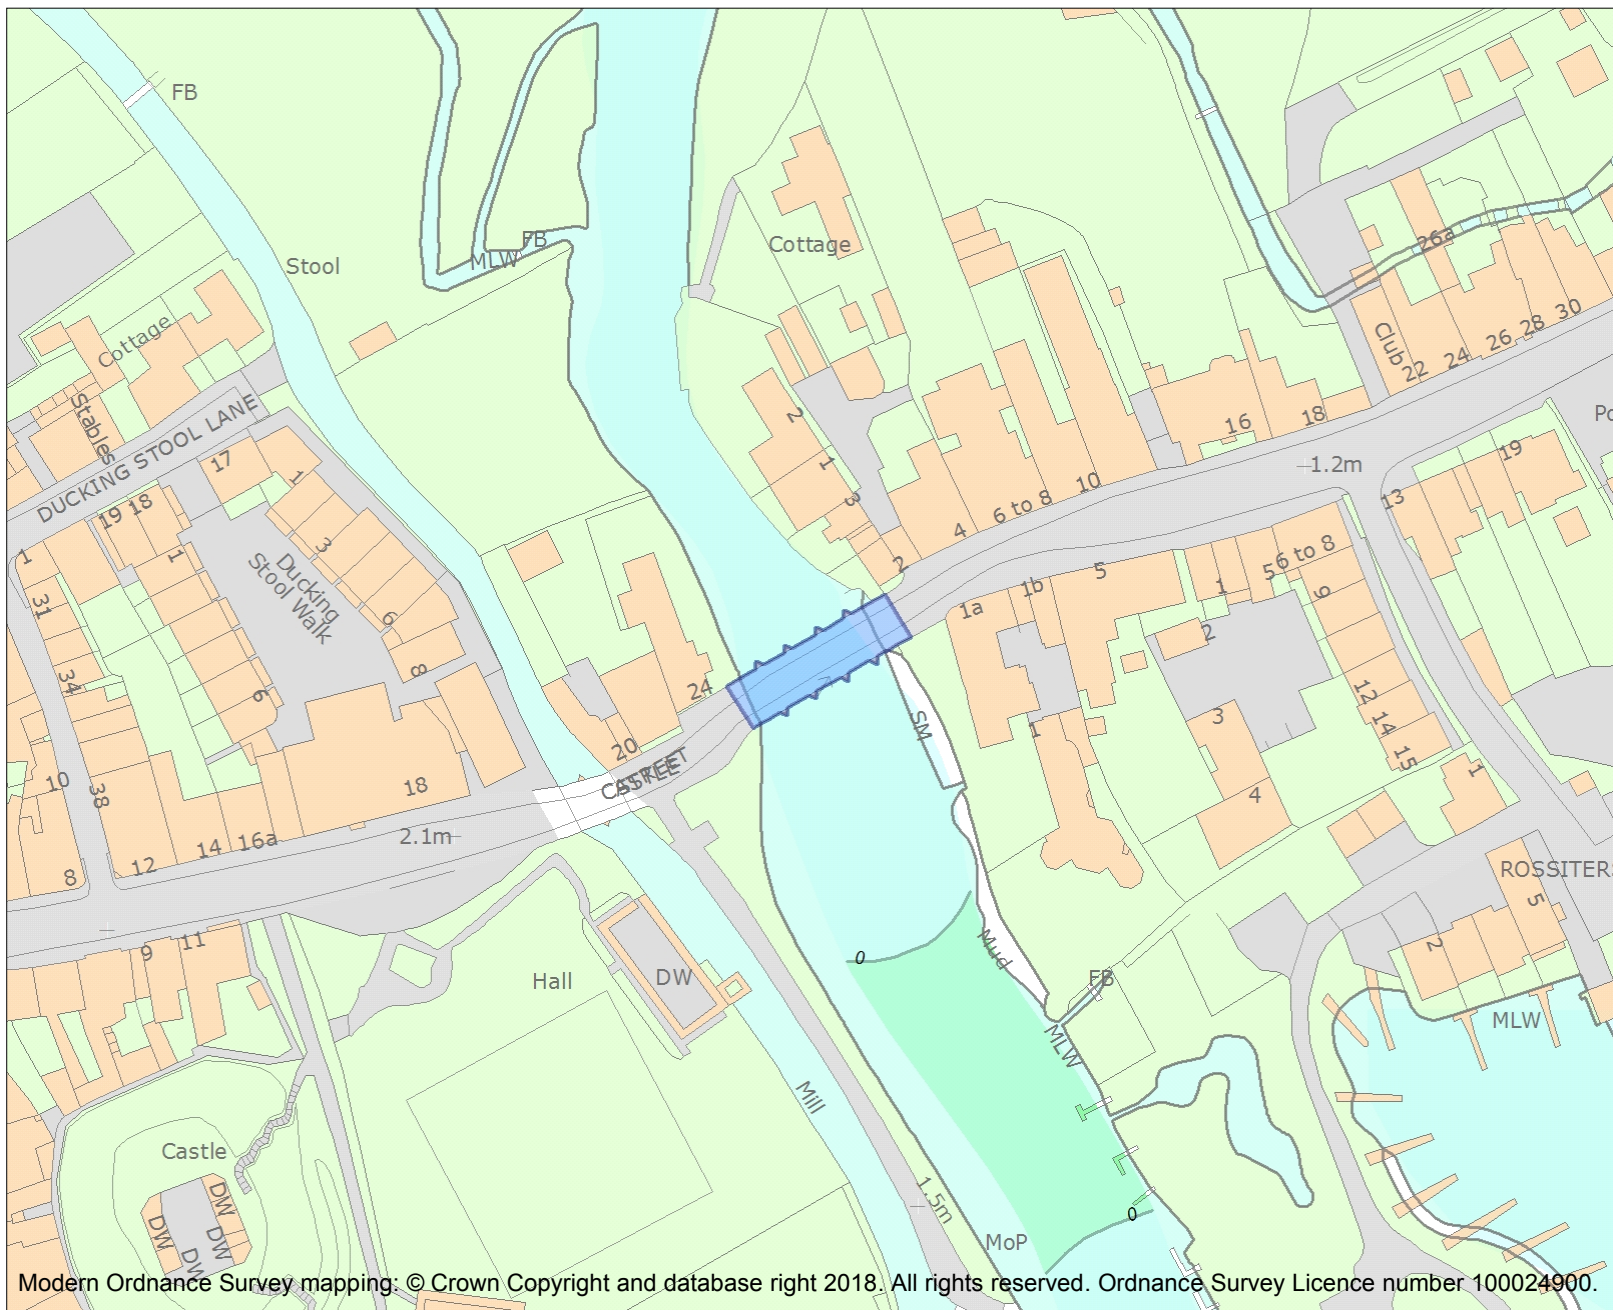 FB
Stool
FB
MLW
Cottage
26a
Cottage
Club
22
24
26
28
30
Stables
DUCKING STOOL LANE
17
1
19
18
2
1
3
2
4
6 to 8
10
16
18
1.2m
13
19
Po
1
31
34
1
3
Ducking
Stool Walk
6
8
6
24
20
1a
1b
5
1
5
6 to 8
9
2
12
14
15
3
4
1
1
SM
CASTLE
STREET
10
38
18
2.1m
16a
14
12
8
9
11
Hall
DW
0
Mud
FB
MLW
ROSSITERS
5
2
MLW
Mill
Castle
DW
DW
DW
DW
1.5m
MoP
0
Modern Ordnance Survey mapping: © Crown Copyright and database right 2018. All rights reserved. Ordnance Survey Licence number 100024900.